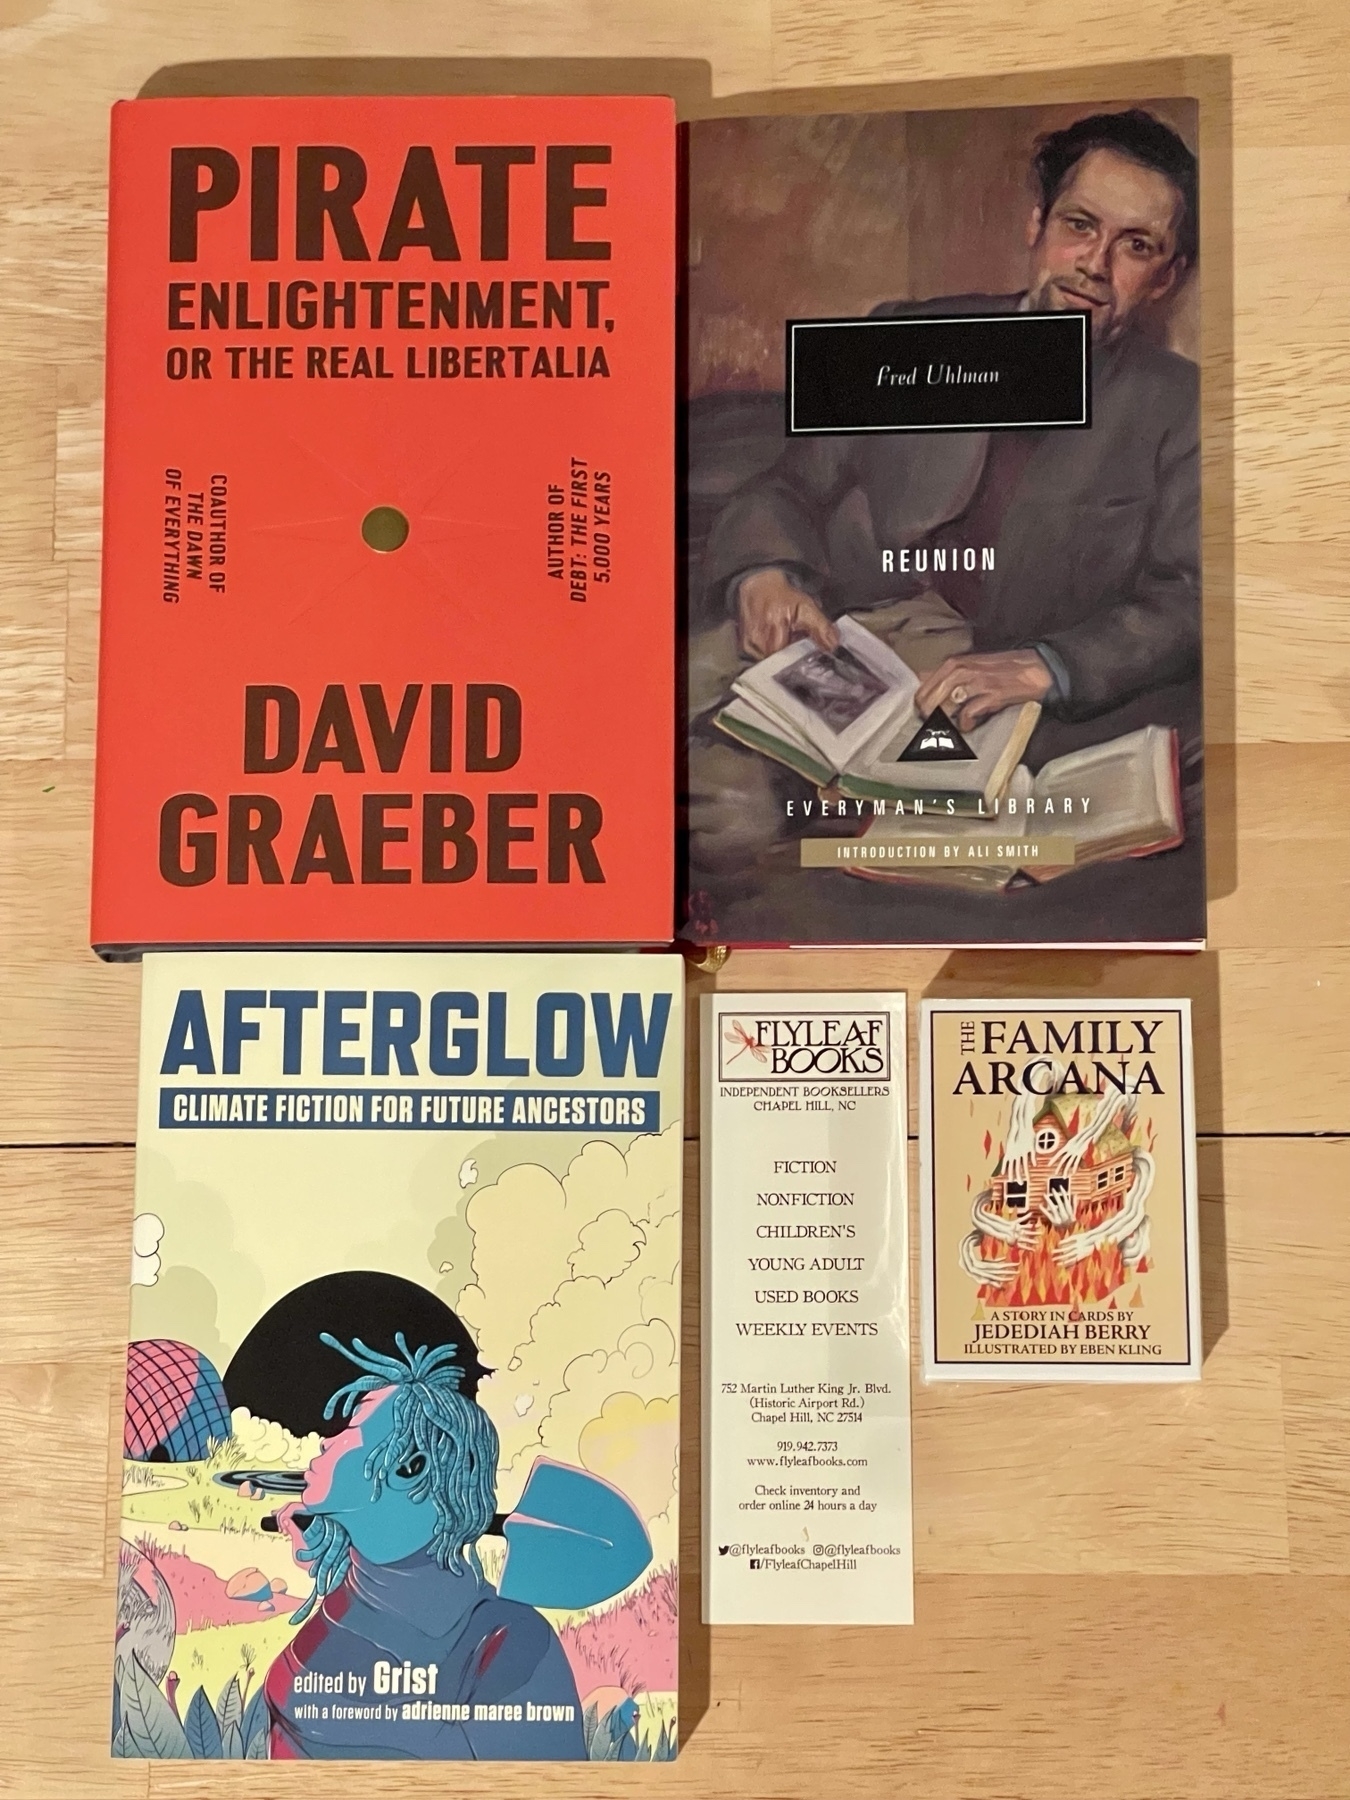 PIRATE
ENLIGHTENMENT,
OR THE REAL LIBERTALIA
COAUTHOR OF
THE DAWN
OF EVERYTHING
AUTHOR OF
DEBT: THE FIRST
5,000 YEARS
DAVID
GRAEBER
Fred Uhlman
REUNION
EVERYMAN'S LIBRARY
INTRODUCTION BY ALI SMITH
AFTERGLOW
CLIMATE FICTION FOR FUTURE ANCESTORS
edited by Grist
with a foreword by adrienne maree brown
FLYLEAF
BOOKS
INDEPENDENT BOOKSELLERS
CHAPEL HILL, NC
FICTION
NONFICTION
CHILDREN'S
YOUNG ADULT
USED BOOKS
WEEKLY EVENTS
752 Martin Luther King Jr. Blvd.
(Historic Airport Rd.)
Chapel Hill, NC 27514
919.942.7373
www.flyleafbooks.com
Check inventory and
order online 24 hours a day
@flyleafbooks @flyleafbooks
/FlyleafChapelHill
THE FAMILY
ARCANA
A STORY IN CARDS BY
JEDEDIAH BERRY
ILLUSTRATED BY EBEN KLING